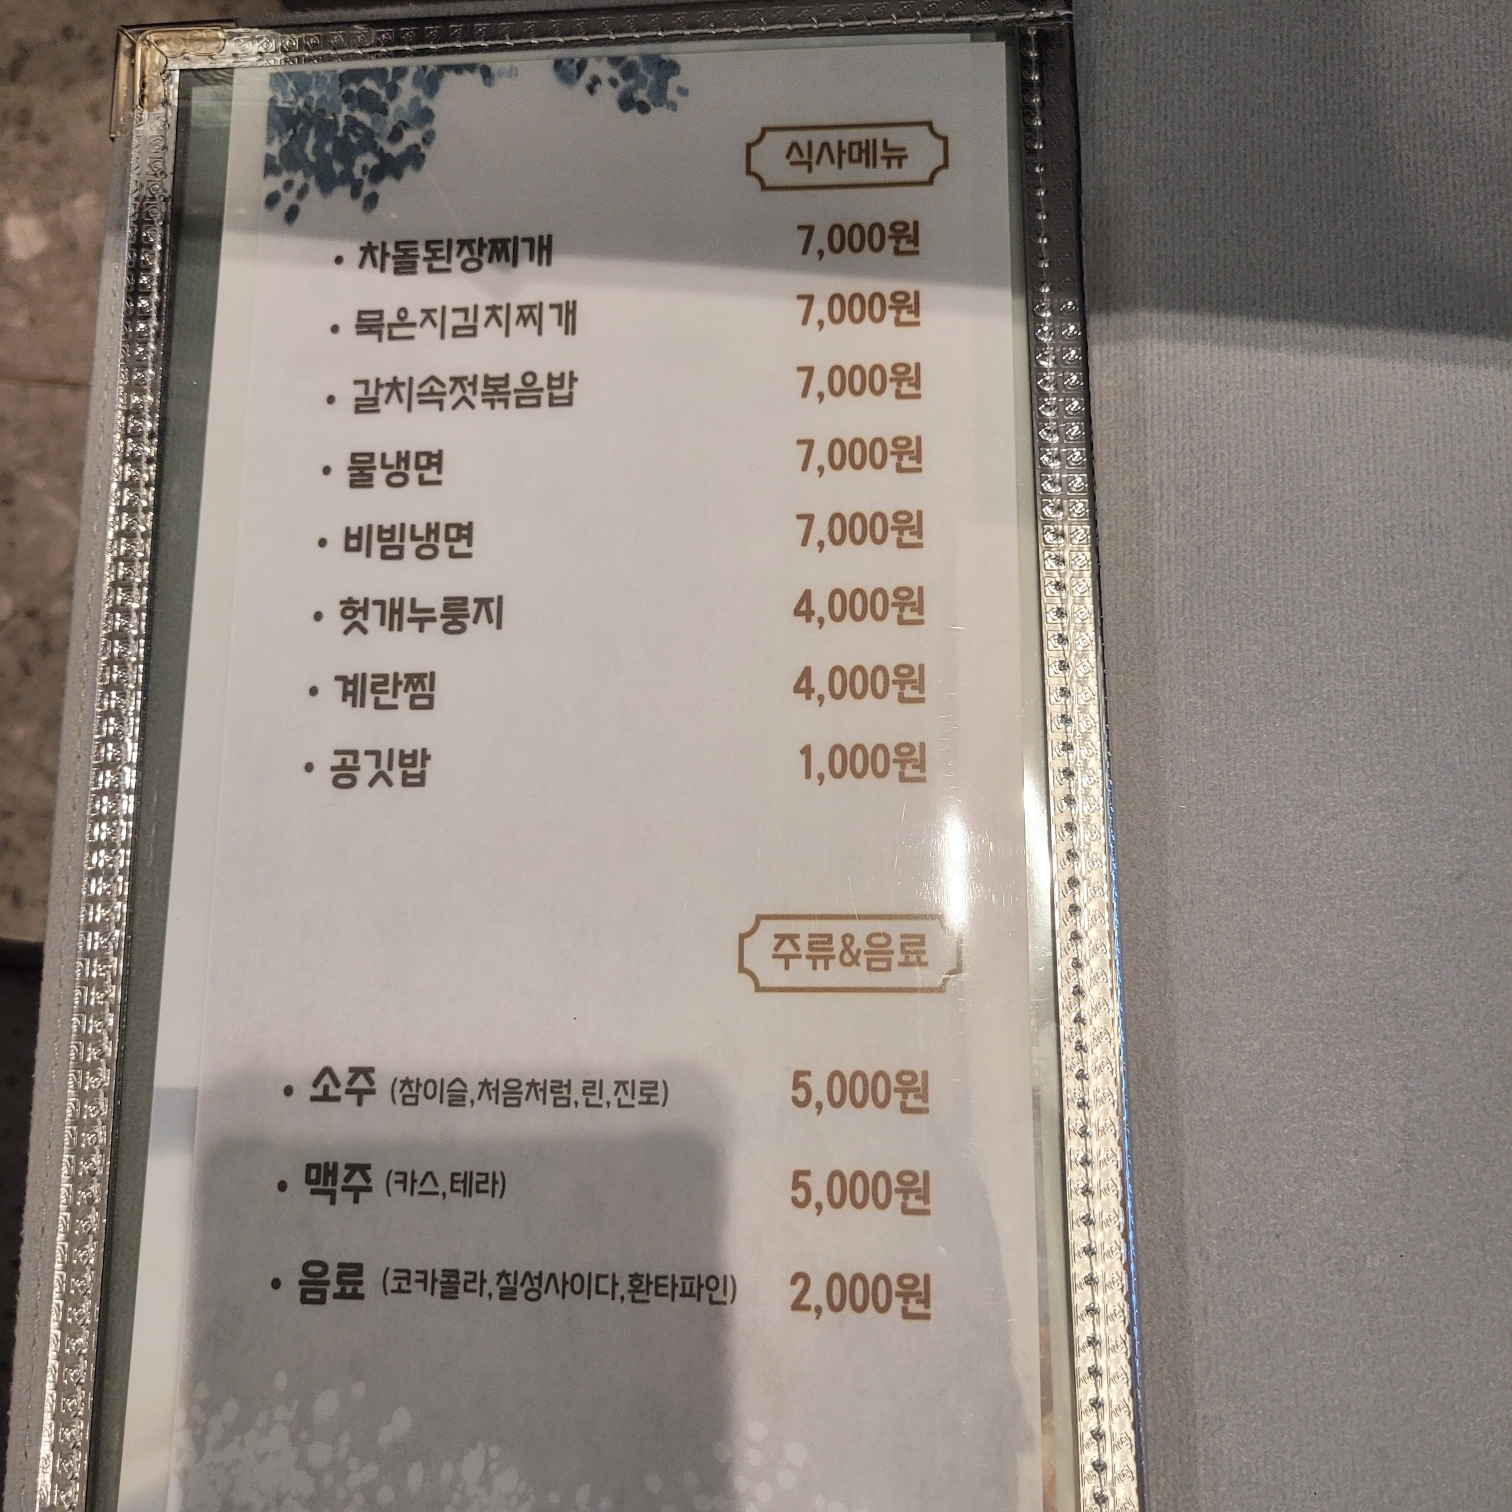 식사메뉴
• 차돌된장찌개 7,000원
• 묵은지김치찌개 7,000원
• 갈치속젓볶음밥 7,000원
• 물냉면 7,000원
• 비빔냉면 7,000원
• 헛개누룽지 4,000원
• 계란찜 4,000원
• 공깃밥 1,000원
주류&음료
• 소주 (참이슬,처음처럼,린,진로) 5,000원
• 맥주 (카스,테라) 5,000원
• 음료 (코카콜라,칠성사이다,환타파인) 2,000원